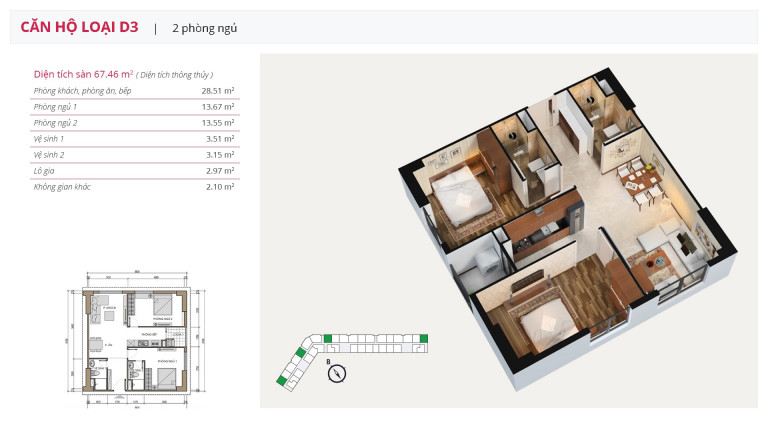 CĂN HỘ LOẠI D3 | 2 phòng ngủ
Diện tích sàn 67.46 m² ( Diện tích thông thủy )
Phòng khách, phòng ăn, bếp 28.51 m²
Phòng ngủ 1 13.67 m²
Phòng ngủ 2 13.55 m²
Vệ sinh 1 3.51 m²
Vệ sinh 2 3.15 m²
Lô gia 2.97 m²
Không gian khác 2.10 m²
B